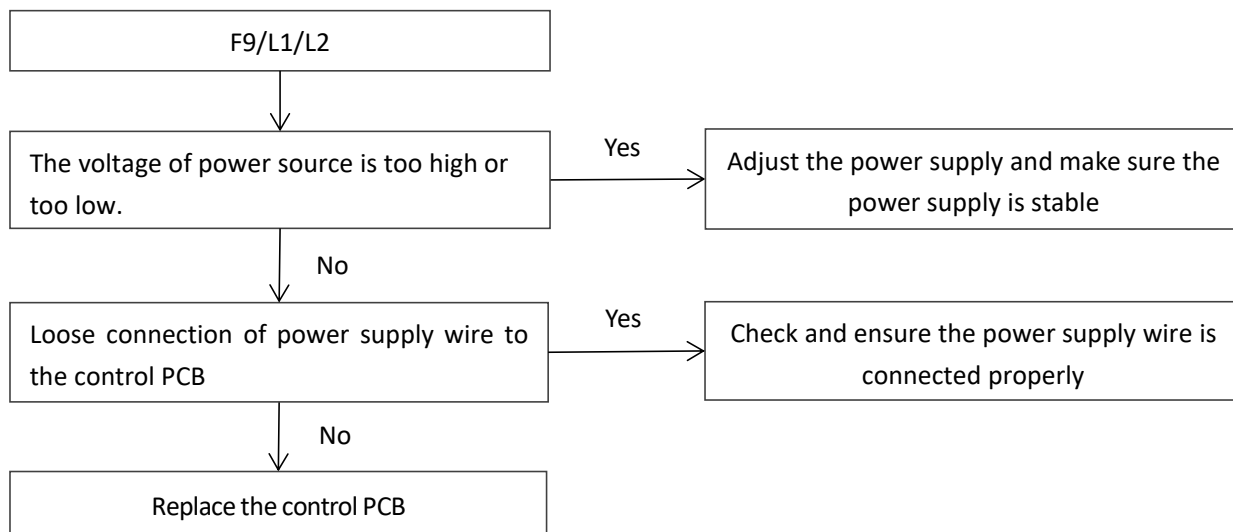 F9/L1/L2
The voltage of power source is too high or
too low.
Yes
Adjust the power supply and make sure the
power supply is stable
No
Loose connection of power supply wire to
the control PCB
Yes
Check and ensure the power supply wire is
connected properly
No
Replace the control PCB